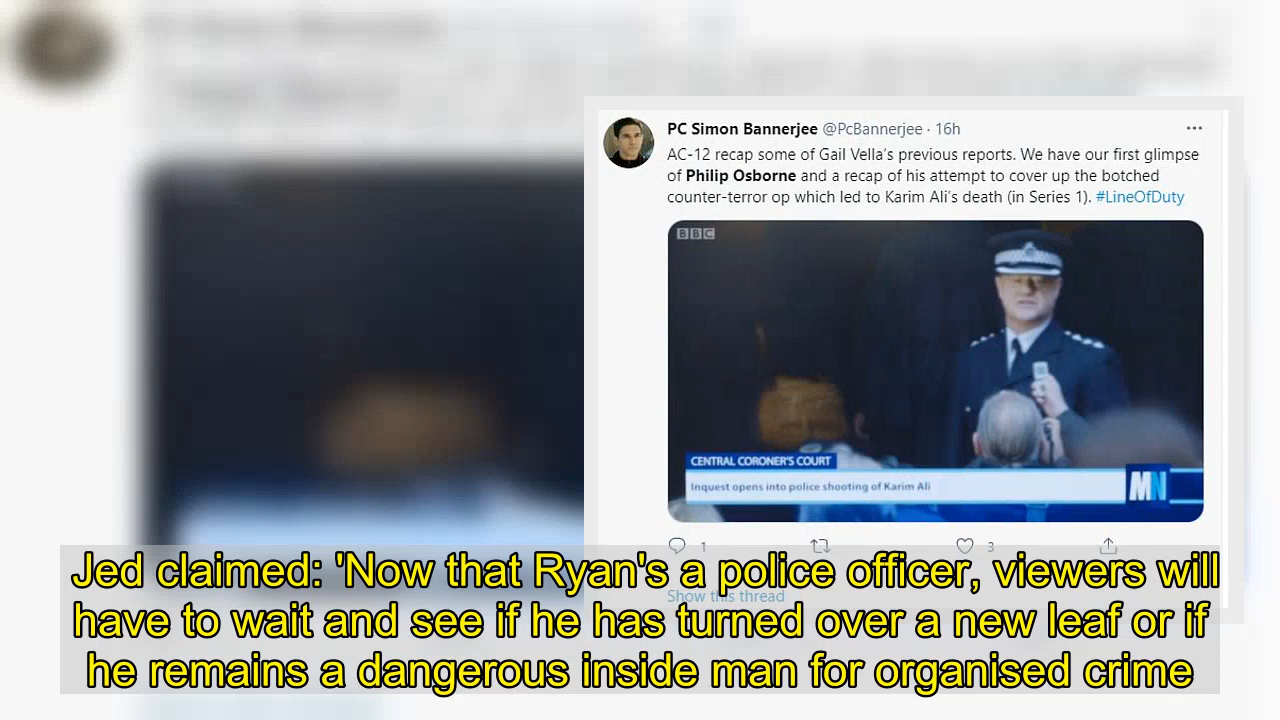 PC Simon Bannerjee @PcBannerjee · 16h
AC-12 recap some of Gail Vella's previous reports. We have our first glimpse
of Philip Osborne and a recap of his attempt to cover up the botched
counter-terror op which led to Karim Ali's death (in Series 1). #LineOfDuty
BBC
CENTRAL CORONER'S COURT
Inquest opens into police shooting of Karim Ali
MN
1
3
Show this thread
Jed claimed: 'Now that Ryan's a police officer, viewers will
have to wait and see if he has turned over a new leaf or if
he remains a dangerous inside man for organised crime